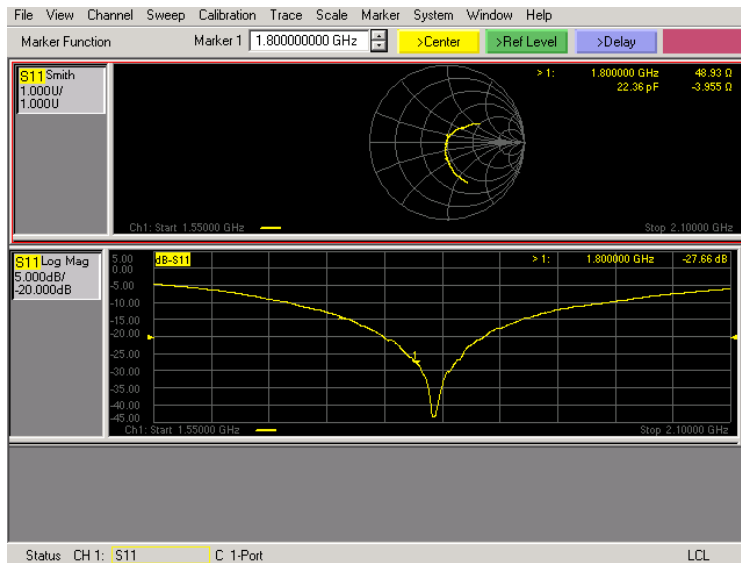 File View Channel Sweep Calibration Trace Scale Marker System Window Help
Marker Function Marker 1 1.800000000 GHz >Center >Ref Level >Delay
S11 Smith
1.000U/
1.000U
> 1: 1.800000 GHz 48.93 Ω
22.36 pF -3.955 Ω
Ch1: Start 1.55000 GHz Stop 2.10000 GHz
S11 Log Mag
5.000dB/
-20.000dB
dB-S11 > 1: 1.800000 GHz -27.66 dB
5.00
0.00
-5.00
-10.00
-15.00
-20.00
-25.00
-30.00
-35.00
-40.00
-45.00
1
Ch1: Start 1.55000 GHz Stop 2.10000 GHz
Status CH 1: S11 C 1-Port LCL